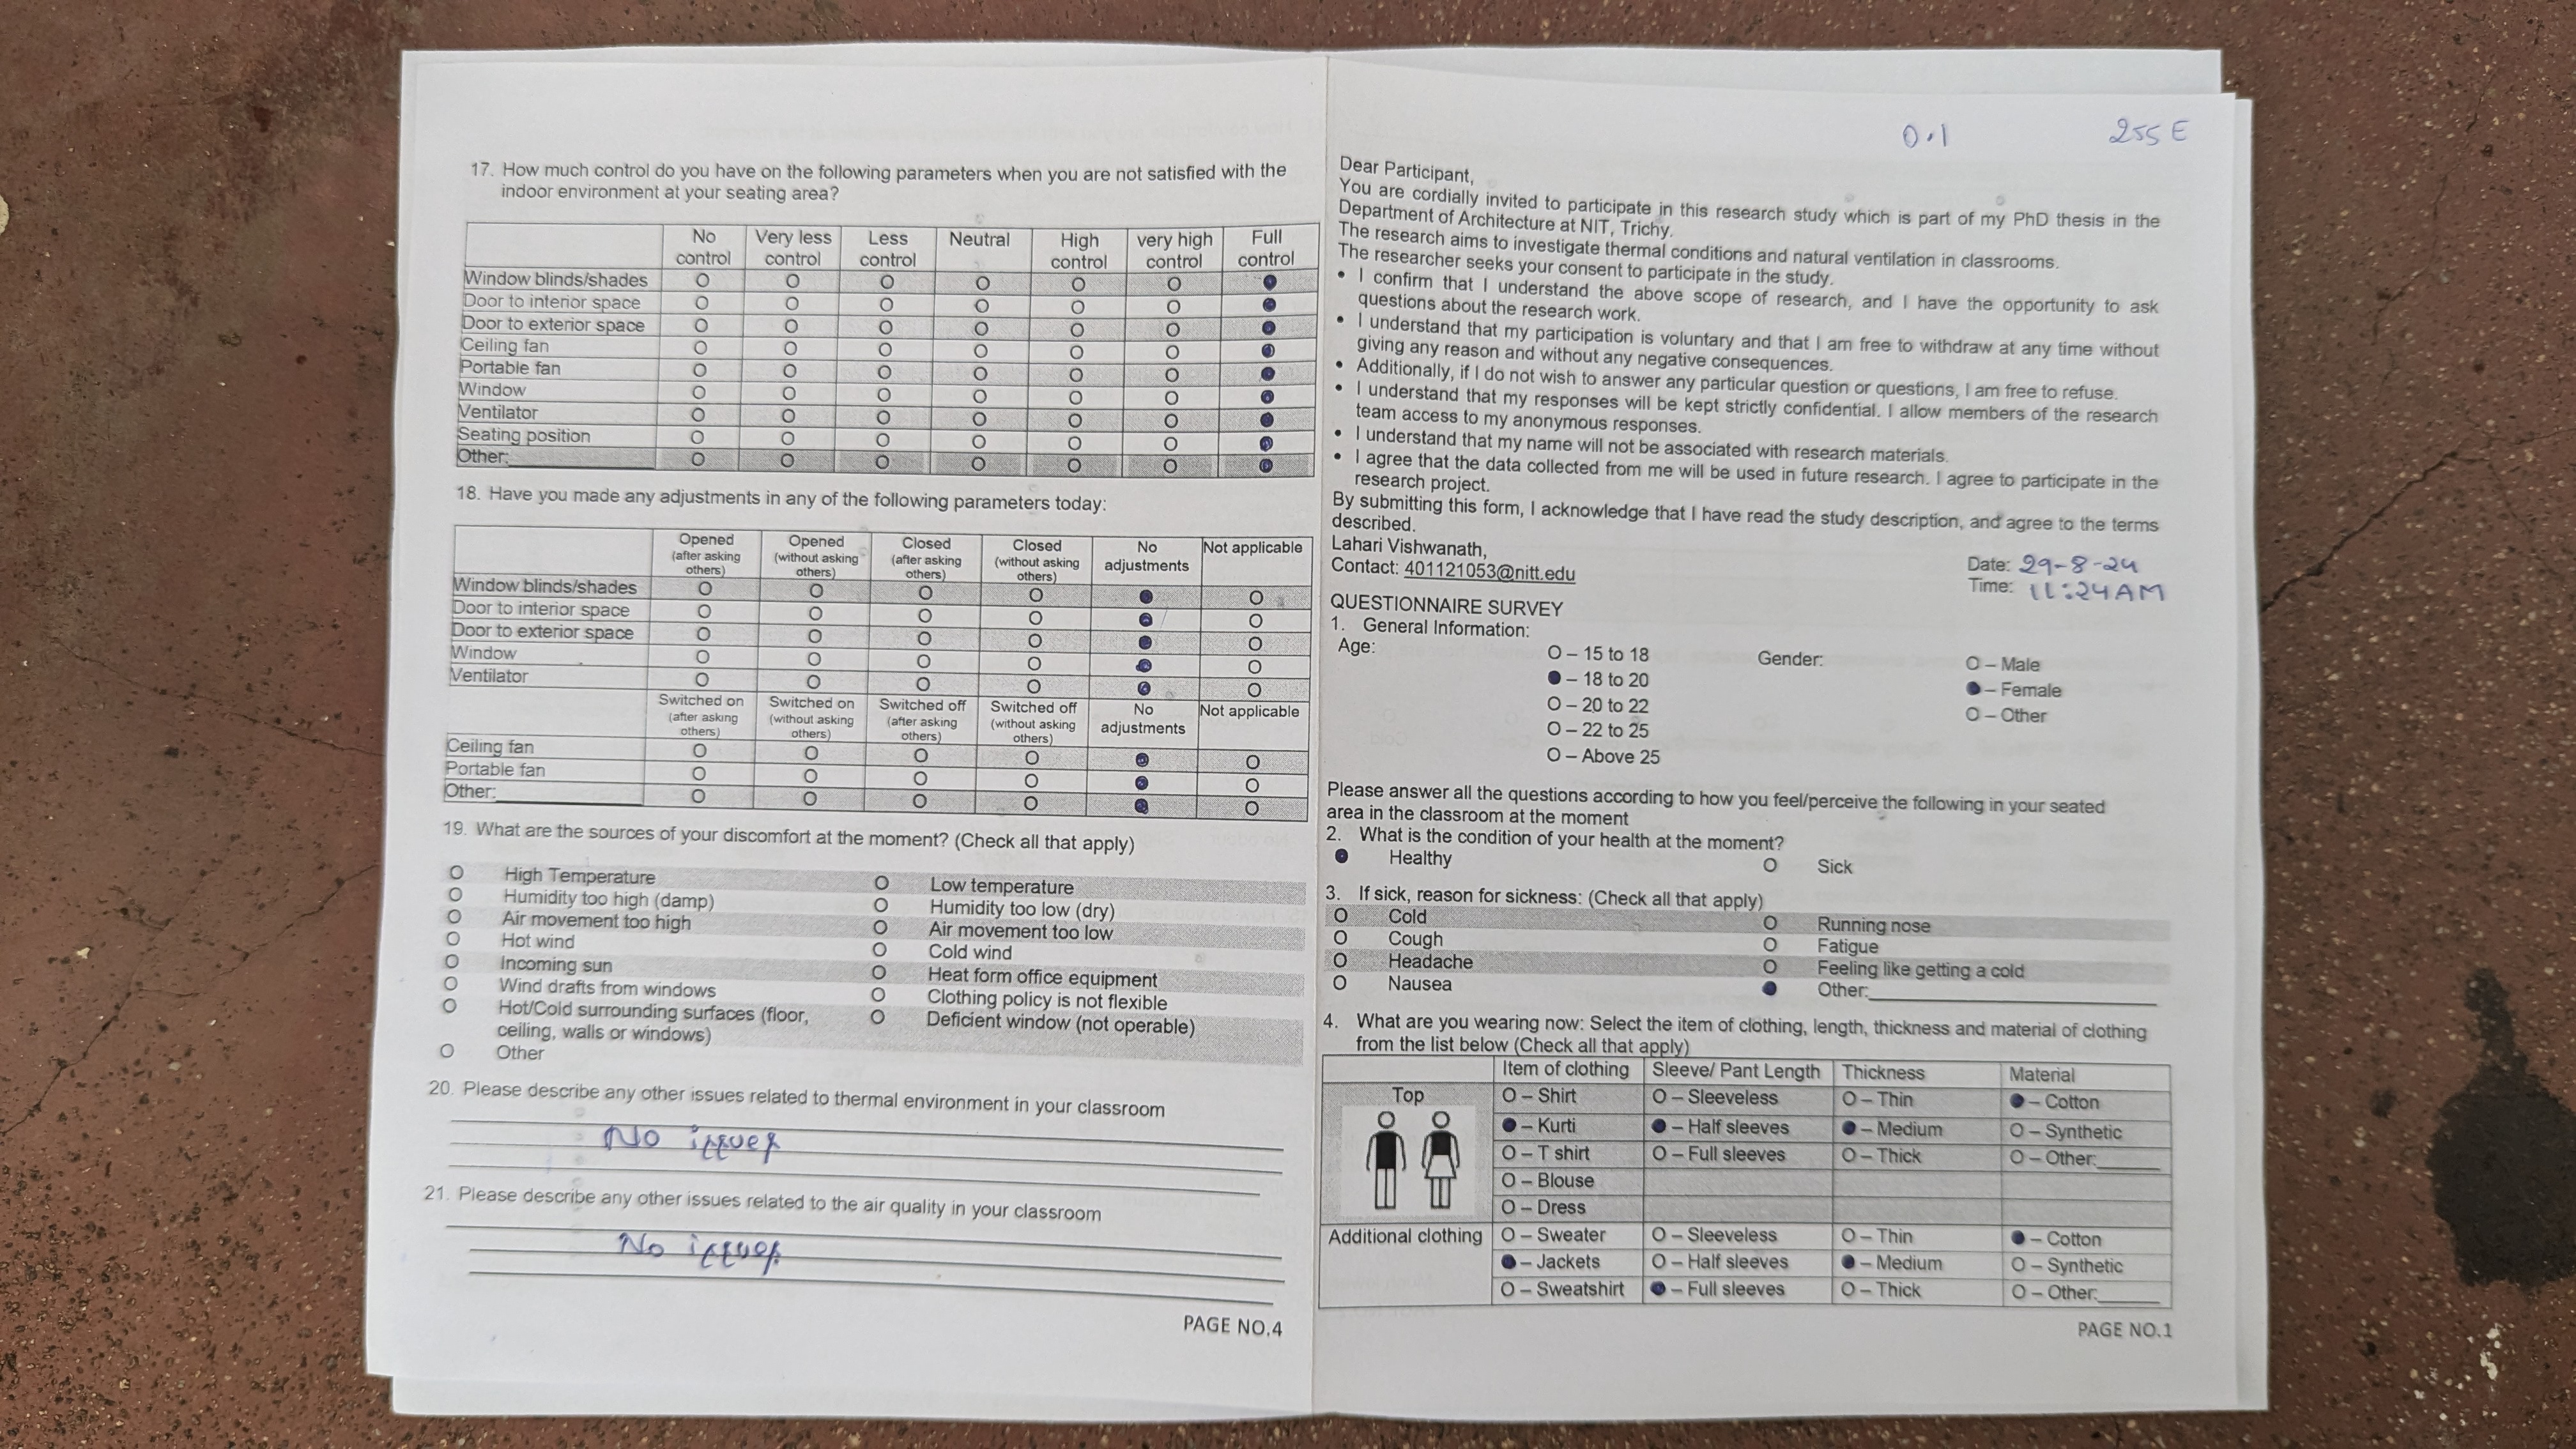 17. How much control do you have on the following parameters when you are not satisfied with the
indoor environment at your seating area?
No control Very less control Less control Neutral High control very high control Full control
Window blinds/shades O O O O O O ●
Door to interior space O O O O O O ●
Door to exterior space O O O O O O ●
Ceiling fan O O O O O O ●
Portable fan O O O O O O ●
Window O O O O O O ●
Ventilator O O O O O O ●
Seating position O O O O O O ●
Other:________ O O O O O O ●
18. Have you made any adjustments in any of the following parameters today:
Opened (after asking others) Opened (without asking others) Closed (after asking others) Closed (without asking others) No adjustments Not applicable
Window blinds/shades O O O O ● O
Door to interior space O O O O ● O
Door to exterior space O O O O ● O
Window O O O O ● O
Ventilator O O O O ● O
Switched on (after asking others) Switched on (without asking others) Switched off (after asking others) Switched off (without asking others) No adjustments Not applicable
Ceiling fan O O O O ● O
Portable fan O O O O ● O
Other:________ O O O O ● O
19. What are the sources of your discomfort at the moment? (Check all that apply)
O High Temperature O Low temperature
O Humidity too high (damp) O Humidity too low (dry)
O Air movement too high O Air movement too low
O Hot wind O Cold wind
O Incoming sun O Heat form office equipment
O Wind drafts from windows O Clothing policy is not flexible
O Hot/Cold surrounding surfaces (floor, O Deficient window (not operable)
ceiling, walls or windows)
O Other
20. Please describe any other issues related to thermal environment in your classroom
No issues
21. Please describe any other issues related to the air quality in your classroom
No issues
PAGE NO.4
0.1 255 E
Dear Participant,
You are cordially invited to participate in this research study which is part of my PhD thesis in the
Department of Architecture at NIT, Trichy.
The research aims to investigate thermal conditions and natural ventilation in classrooms.
The researcher seeks your consent to participate in the study.
• I confirm that I understand the above scope of research, and I have the opportunity to ask
questions about the research work.
• I understand that my participation is voluntary and that I am free to withdraw at any time without
giving any reason and without any negative consequences.
• Additionally, if I do not wish to answer any particular question or questions, I am free to refuse.
• I understand that my responses will be kept strictly confidential. I allow members of the research
team access to my anonymous responses.
• I understand that my name will not be associated with research materials.
• I agree that the data collected from me will be used in future research. I agree to participate in the
research project.
By submitting this form, I acknowledge that I have read the study description, and agree to the terms
described.
Lahari Vishwanath,
Contact: 401121053@nitt.edu
Date: 29-8-24
Time: 11:24AM
QUESTIONNAIRE SURVEY
1. General Information:
Age: O – 15 to 18 Gender: O – Male
● – 18 to 20 ● – Female
O – 20 to 22 O – Other
O – 22 to 25
O – Above 25
Please answer all the questions according to how you feel/perceive the following in your seated
area in the classroom at the moment
2. What is the condition of your health at the moment?
● Healthy O Sick
3. If sick, reason for sickness: (Check all that apply)
O Cold O Running nose
O Cough O Fatigue
O Headache O Feeling like getting a cold
O Nausea ● Other:________
4. What are you wearing now: Select the item of clothing, length, thickness and material of clothing
from the list below (Check all that apply)
Item of clothing Sleeve/ Pant Length Thickness Material
Top O – Shirt O – Sleeveless O – Thin ● – Cotton
● – Kurti ● – Half sleeves ● – Medium O – Synthetic
O – T shirt O – Full sleeves O – Thick O – Other:______
O – Blouse
O – Dress
Additional clothing O – Sweater O – Sleeveless O – Thin ● – Cotton
● – Jackets O – Half sleeves ● – Medium O – Synthetic
O – Sweatshirt ● – Full sleeves O – Thick O – Other:______
PAGE NO.1